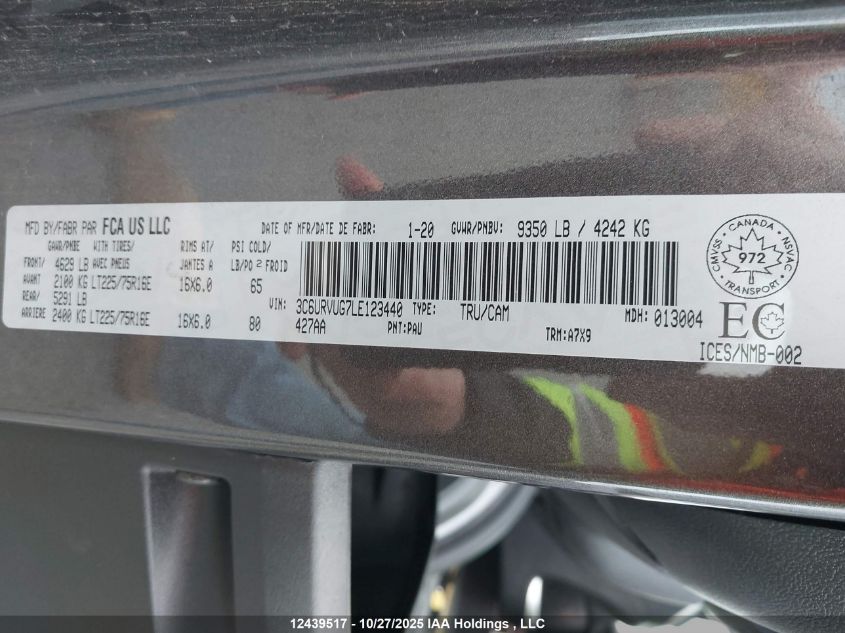 MFD BY/FABR PAR FCA US LLC DATE OF MFR/DATE DE FABR: 1-20 GVWR/PNBV: 9350 LB / 4242 KG
GAWR/PNBE WITH TIRES/ RIMS AT/ PSI COLD/
FRONT/ 4629 LB AVEC PNEUS JANTES A LB/PO 2 FROID
AVANT 2100 KG LT225/75R16E 16X6.0 65
REAR/ 5291 LB
ARRIERE 2400 KG LT225/75R16E 16X6.0 80
VIN: 3C6URVUG7LE123440 TYPE: TRU/CAM MDH: 013004
427AA PNT:PAU TRM:A7X9
CANADA
CMVSS NSVAC
972
TRANSPORT
EC
ICES/NMB-002
12439517 - 10/27/2025 IAA Holdings , LLC